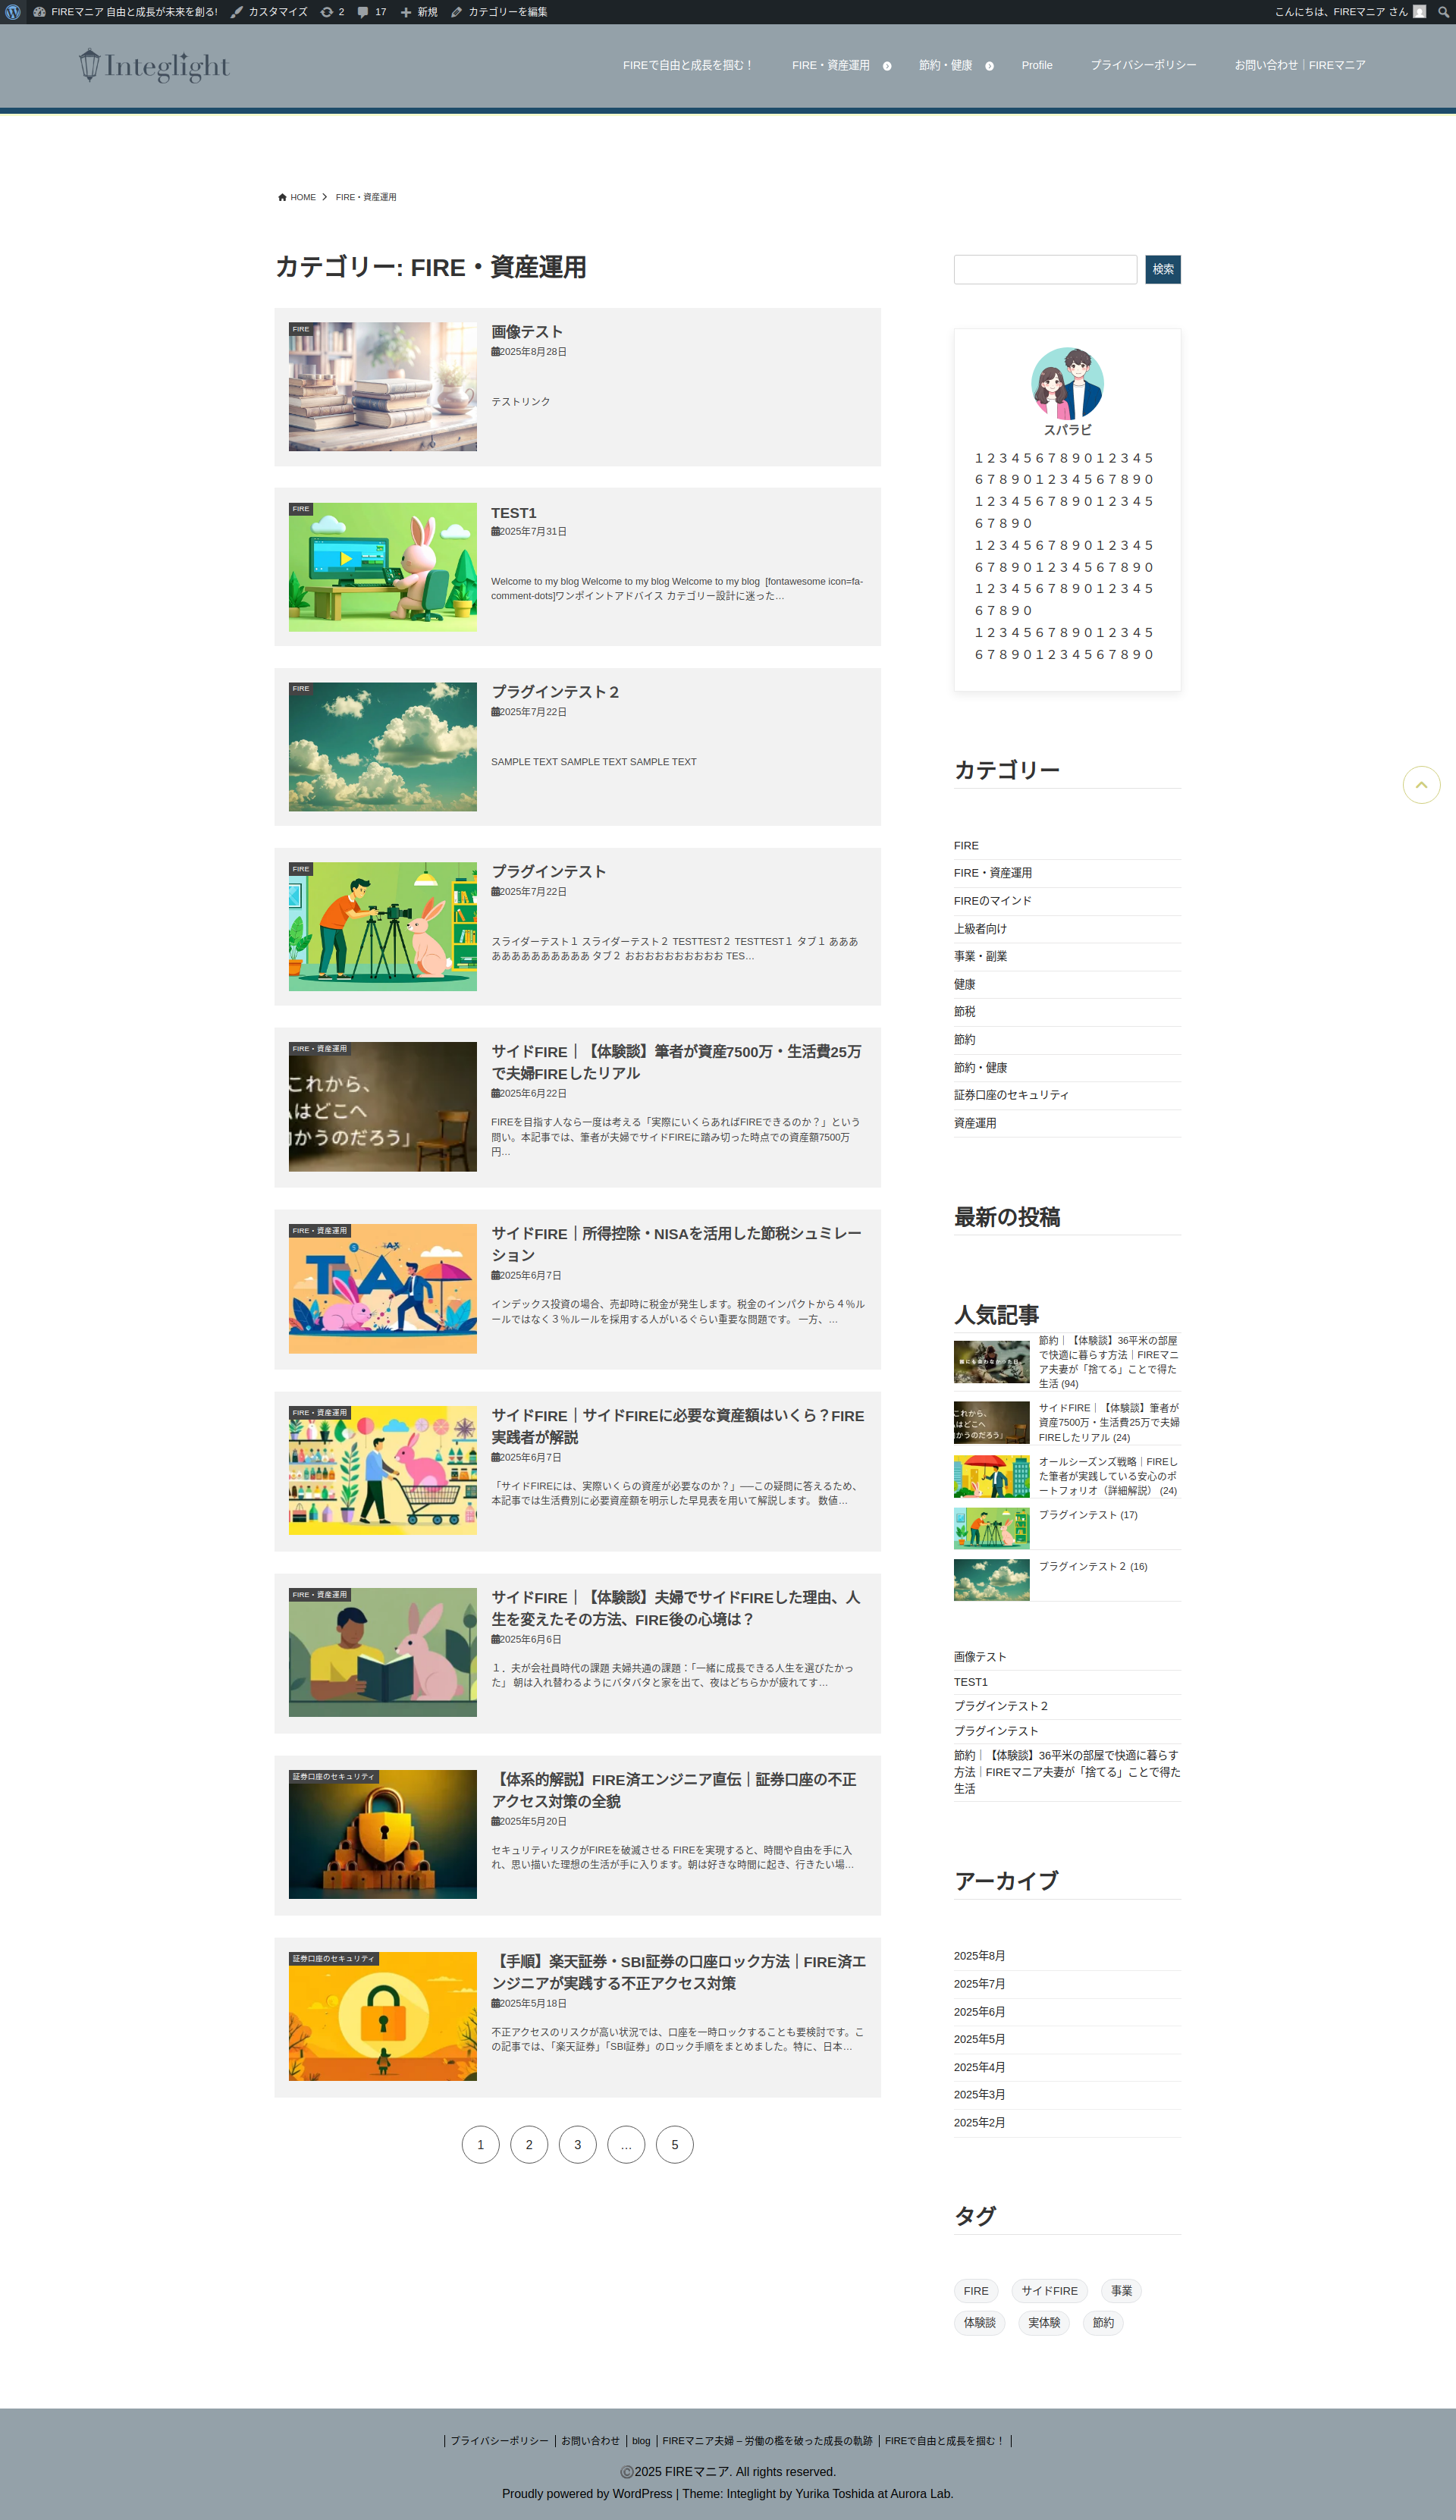 FIREマニア 自由と成長が未来を創る!
カスタマイズ
2
17
新規
カテゴリーを編集
こんにちは、FIREマニア さん
Integlight
FIREで自由と成長を掴む！
FIRE・資産運用
節約・健康
Profile
プライバシーポリシー
お問い合わせ｜FIREマニア
HOME
FIRE・資産運用
カテゴリー: FIRE・資産運用
FIRE
画像テスト
2025年8月28日
テストリンク
FIRE
TEST1
2025年7月31日
Welcome to my blog Welcome to my blog Welcome to my blog [fontawesome icon=fa-
comment-dots]ワンポイントアドバイス カテゴリー設計に迷った…
FIRE
プラグインテスト２
2025年7月22日
SAMPLE TEXT SAMPLE TEXT SAMPLE TEXT
FIRE
プラグインテスト
2025年7月22日
スライダーテスト１ スライダーテスト２ TESTTEST２ TESTTEST１ タブ１ あああ
ああああああああああ タブ２ おおおおおおおおおお TES…
FIRE・資産運用
これから、
はどこへ
向かうのだろう」
サイドFIRE｜【体験談】筆者が資産7500万・生活費25万
で夫婦FIREしたリアル
2025年6月22日
FIREを目指す人なら一度は考える「実際にいくらあればFIREできるのか？」という
問い。本記事では、筆者が夫婦でサイドFIREに踏み切った時点での資産額7500万
円…
FIRE・資産運用
サイドFIRE｜所得控除・NISAを活用した節税シュミレー
ション
2025年6月7日
インデックス投資の場合、売却時に税金が発生します。税金のインパクトから４%ル
ールではなく３%ルールを採用する人がいるぐらい重要な問題です。 一方、…
FIRE・資産運用
サイドFIRE｜サイドFIREに必要な資産額はいくら？FIRE
実践者が解説
2025年6月7日
「サイドFIREには、実際いくらの資産が必要なのか？」──この疑問に答えるため、
本記事では生活費別に必要資産額を明示した早見表を用いて解説します。 数値…
FIRE・資産運用
サイドFIRE｜【体験談】夫婦でサイドFIREした理由、人
生を変えたその方法、FIRE後の心境は？
2025年6月6日
１．夫が会社員時代の課題 夫婦共通の課題：「一緒に成長できる人生を選びたかっ
た」 朝は入れ替わるようにバタバタと家を出て、夜はどちらかが疲れてす…
証券口座のセキュリティ
【体系的解説】FIRE済エンジニア直伝｜証券口座の不正
アクセス対策の全貌
2025年5月20日
セキュリティリスクがFIREを破滅させる FIREを実現すると、時間や自由を手に入
れ、思い描いた理想の生活が手に入ります。朝は好きな時間に起き、行きたい場…
証券口座のセキュリティ
【手順】楽天証券・SBI証券の口座ロック方法｜FIRE済エ
ンジニアが実践する不正アクセス対策
2025年5月18日
不正アクセスのリスクが高い状況では、口座を一時ロックすることも要検討です。こ
の記事では、「楽天証券」「SBI証券」のロック手順をまとめました。特に、日本…
1
2
3
…
5
検索
スパラビ
１２３４５６７８９０１２３４５
６７８９０１２３４５６７８９０
１２３４５６７８９０１２３４５
６７８９０
１２３４５６７８９０１２３４５
６７８９０１２３４５６７８９０
１２３４５６７８９０１２３４５
６７８９０
１２３４５６７８９０１２３４５
６７８９０１２３４５６７８９０
カテゴリー
FIRE
FIRE・資産運用
FIREのマインド
上級者向け
事業・副業
健康
節税
節約
節約・健康
証券口座のセキュリティ
資産運用
最新の投稿
人気記事
節約｜【体験談】36平米の部屋
で快適に暮らす方法｜FIREマニ
ア夫妻が「捨てる」ことで得た
生活 (94)
これから、
はどこへ
向かうのだろう」
サイドFIRE｜【体験談】筆者が
資産7500万・生活費25万で夫婦
FIREしたリアル (24)
オールシーズンズ戦略｜FIREし
た筆者が実践している安心のポ
ートフォリオ（詳細解説） (24)
プラグインテスト (17)
プラグインテスト２ (16)
画像テスト
TEST1
プラグインテスト２
プラグインテスト
節約｜【体験談】36平米の部屋で快適に暮らす
方法｜FIREマニア夫妻が「捨てる」ことで得た
生活
アーカイブ
2025年8月
2025年7月
2025年6月
2025年5月
2025年4月
2025年3月
2025年2月
タグ
FIRE
サイドFIRE
事業
体験談
実体験
節約
プライバシーポリシー
お問い合わせ
blog
FIREマニア夫婦 – 労働の檻を破った成長の軌跡
FIREで自由と成長を掴む！
©2025 FIREマニア. All rights reserved.
Proudly powered by WordPress | Theme: Integlight by Yurika Toshida at Aurora Lab.